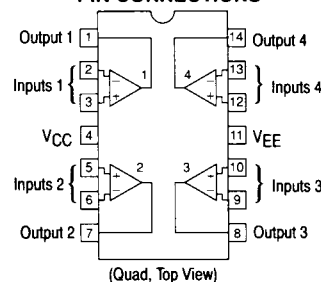 PIN CONNECTIONS
Output 1 1 14 Output 4
Inputs 1 2 − 1 4 − 13 Inputs 4
3 + + 12
VCC 4 11 VEE
Inputs 2 5 + 2 3 + 10 Inputs 3
6 − − 9
Output 2 7 8 Output 3
(Quad, Top View)